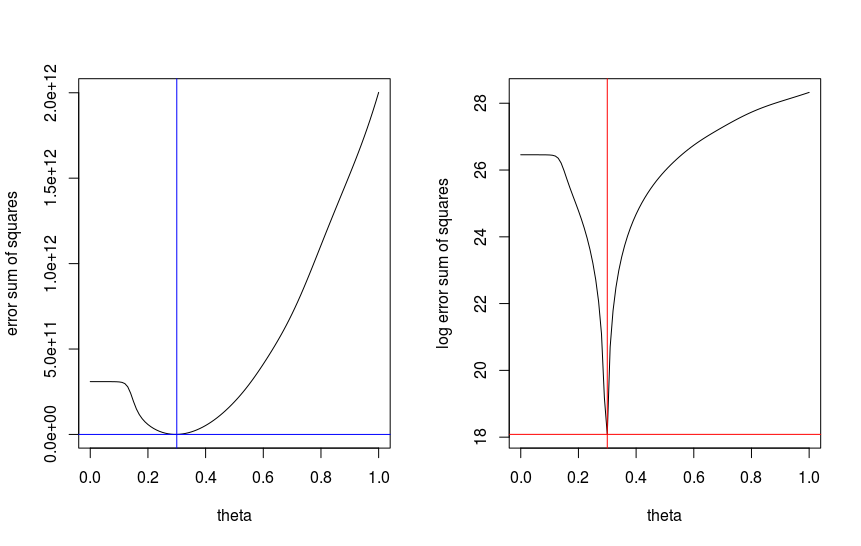 error sum of squares
2.0e+12
1.5e+12
1.0e+12
5.0e+11
0.0e+00
0.0 0.2 0.4 0.6 0.8 1.0
theta
log error sum of squares
28
26
24
22
20
18
0.0 0.2 0.4 0.6 0.8 1.0
theta